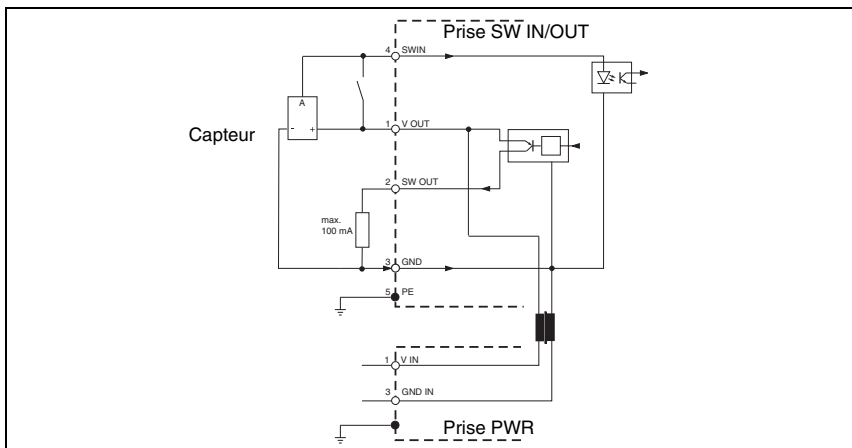 Prise SW IN/OUT
4 SWIN
A
- +
Capteur
1 V OUT
2 SW OUT
max.
100 mA
3 GND
5 PE
1 V IN
3 GND IN
Prise PWR